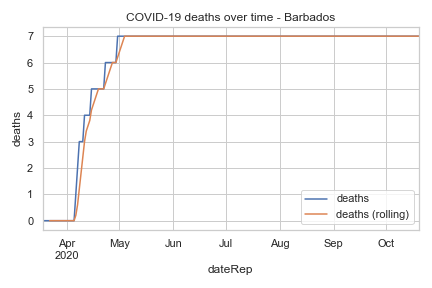 COVID-19 deaths over time - Barbados
deaths
7
6
5
4
3
2
1
0
Apr
2020
May
Jun
Jul
Aug
Sep
Oct
dateRep
deaths
deaths (rolling)